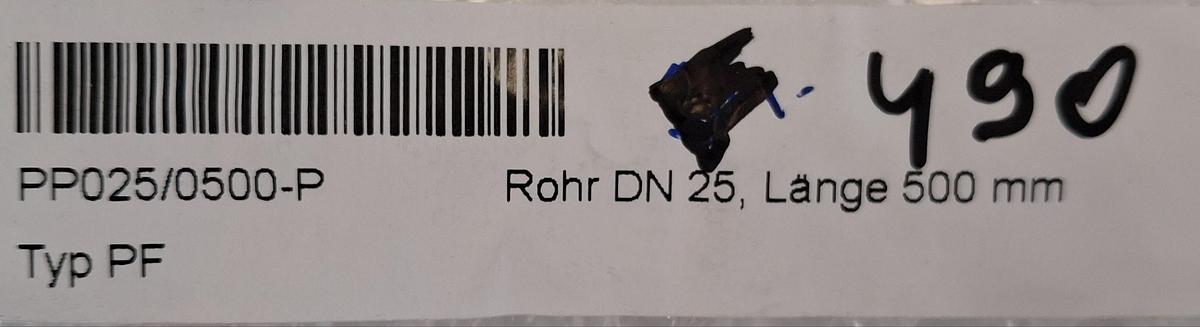 490
PP025/0500-P Rohr DN 25, Länge 500 mm
Typ PF